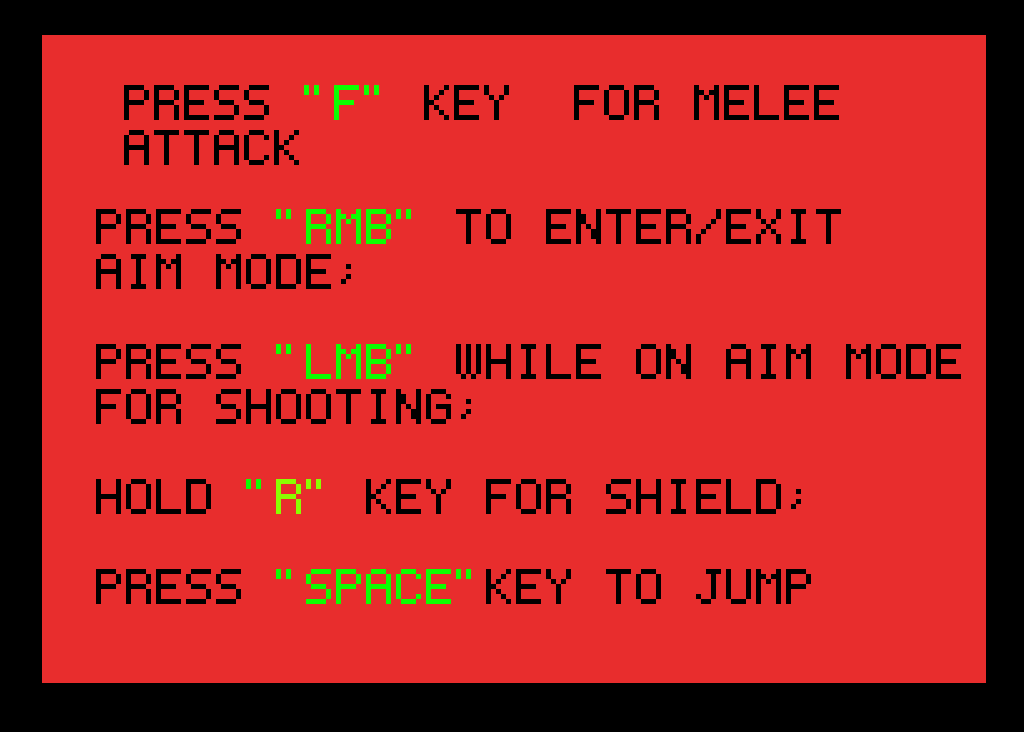 PRESS "F" KEY  FOR MELEE
ATTACK
PRESS "RMB" TO ENTER/EXIT
AIM MODE;
PRESS "LMB" WHILE ON AIM MODE
FOR SHOOTING;
HOLD "R" KEY FOR SHIELD;
PRESS "SPACE"KEY TO JUMP